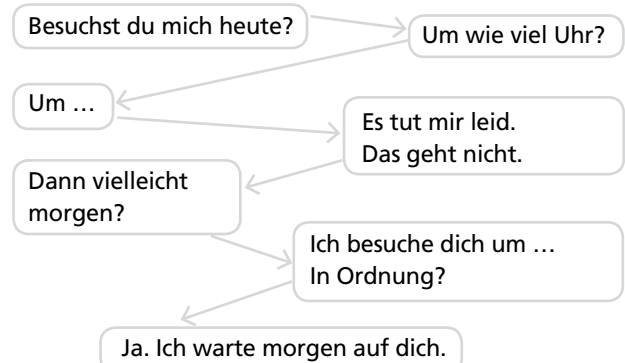 Besuchst du mich heute?
Um wie viel Uhr?
Um …
Es tut mir leid.
Das geht nicht.
Dann vielleicht
morgen?
Ich besuche dich um …
In Ordnung?
Ja. Ich warte morgen auf dich.